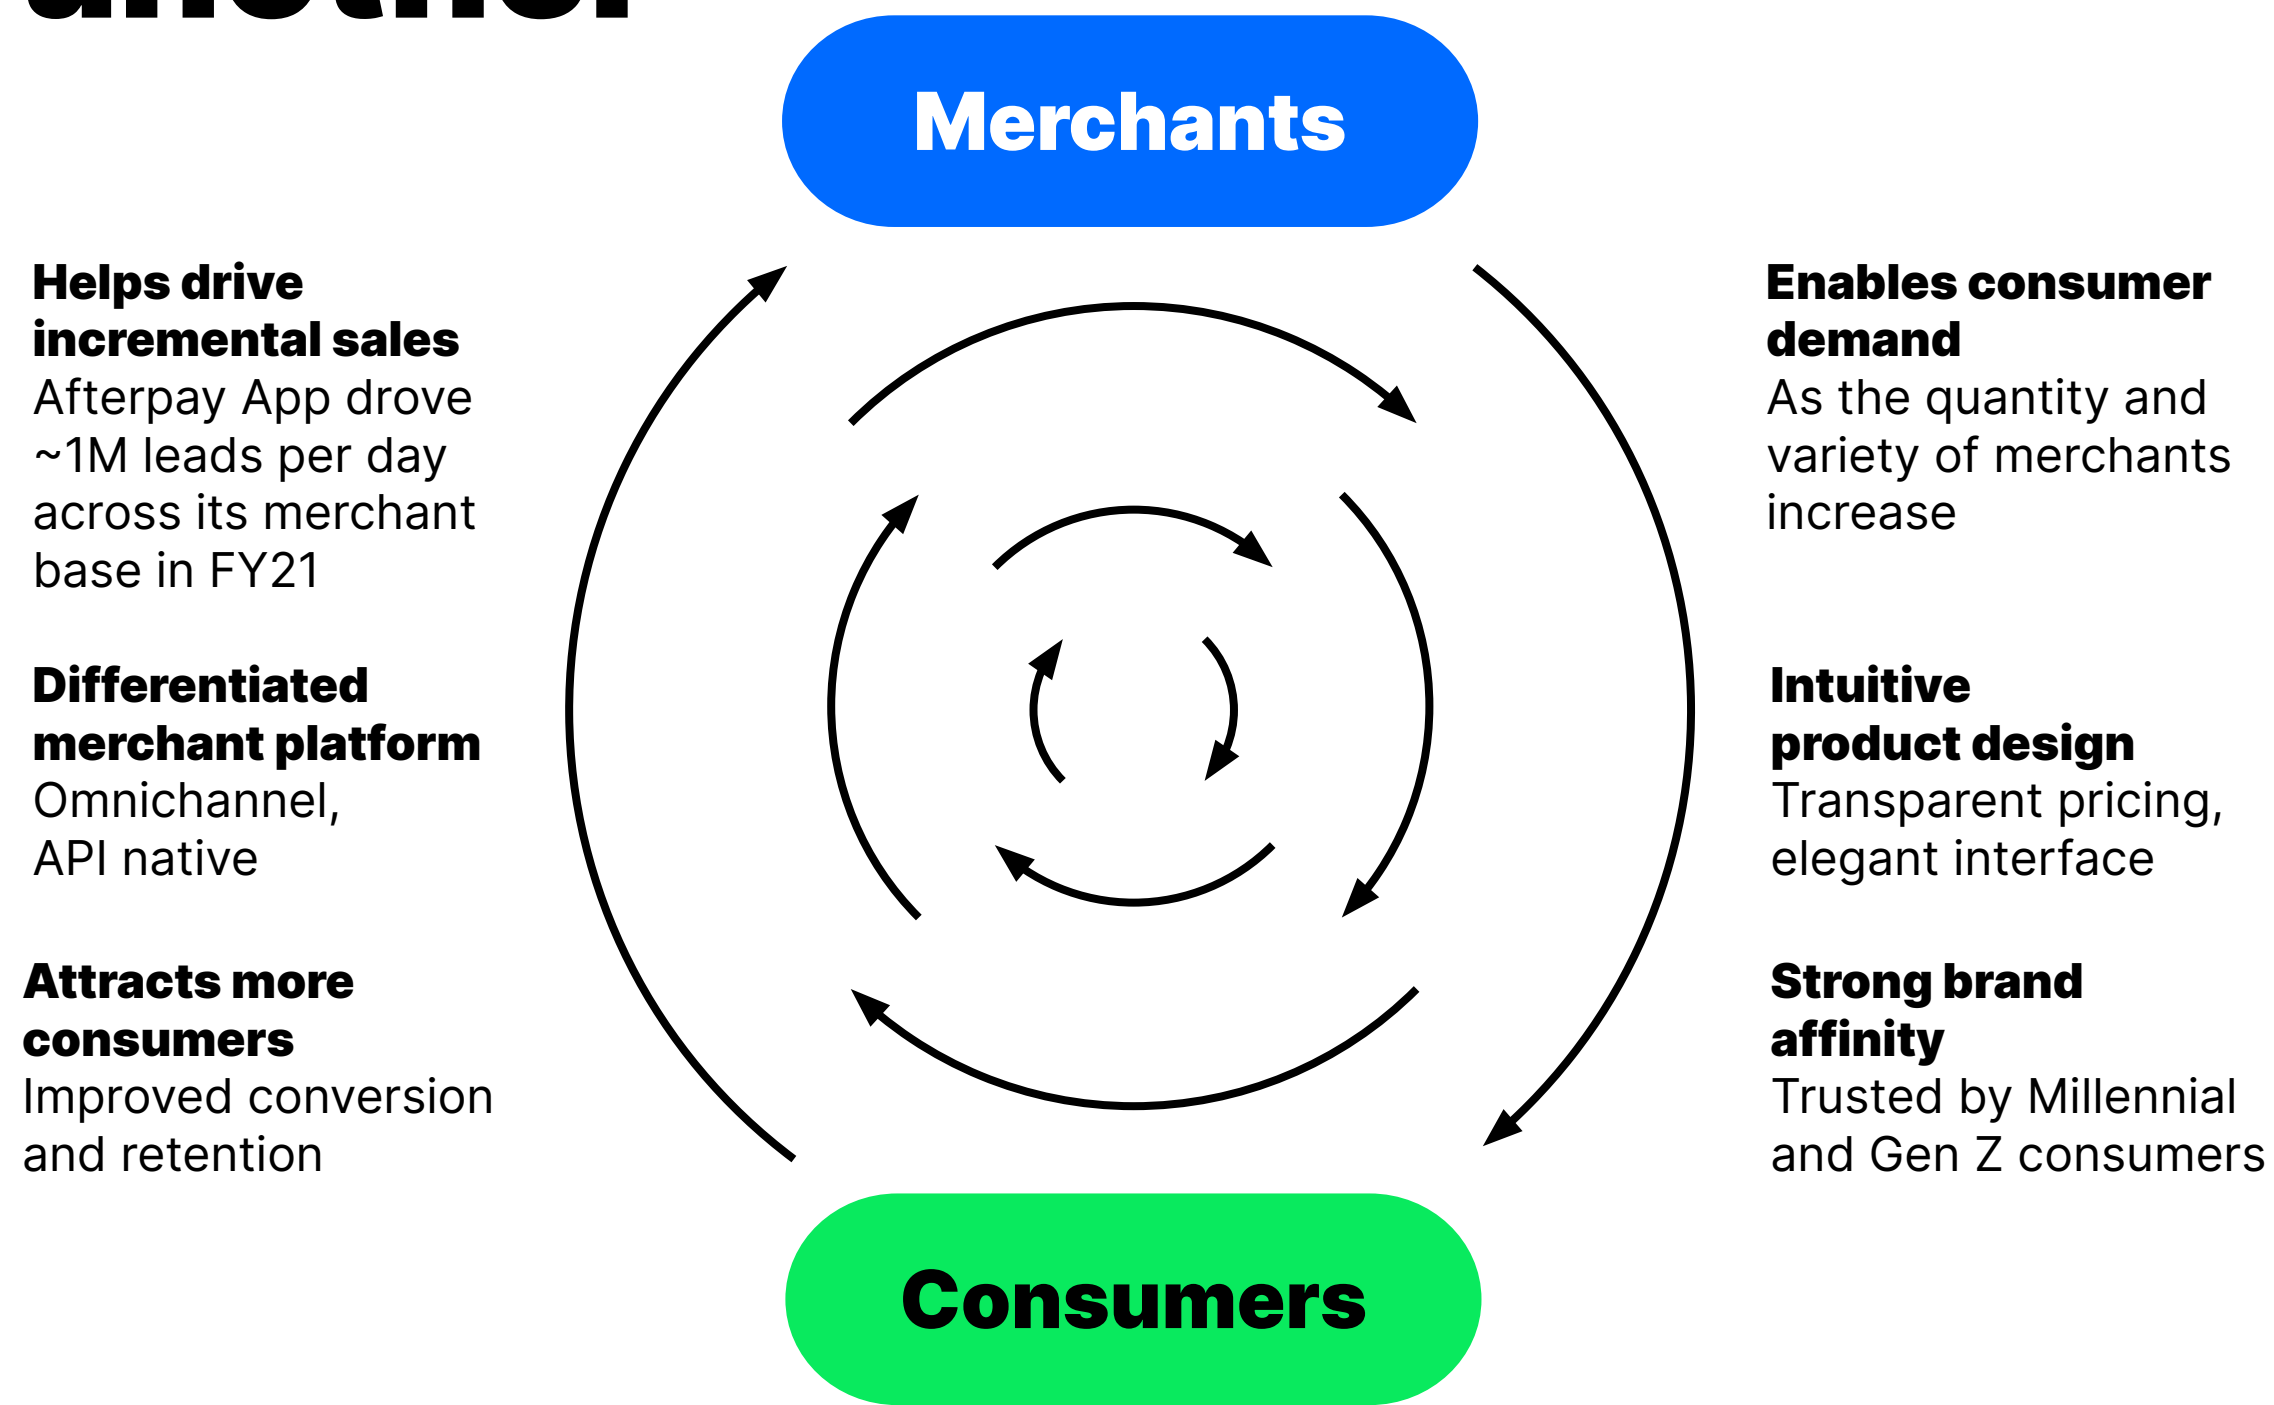 another
Merchants
Helps drive
incremental sales
Afterpay App drove
~1M leads per day
across its merchant
base in FY21
Differentiated
merchant platform
Omnichannel,
API native
Attracts more
consumers
Improved conversion
and retention
Enables consumer
demand
As the quantity and
variety of merchants
increase
Intuitive
product design
Transparent pricing,
elegant interface
Strong brand
affinity
Trusted by Millennial
and Gen Z consumers
Consumers